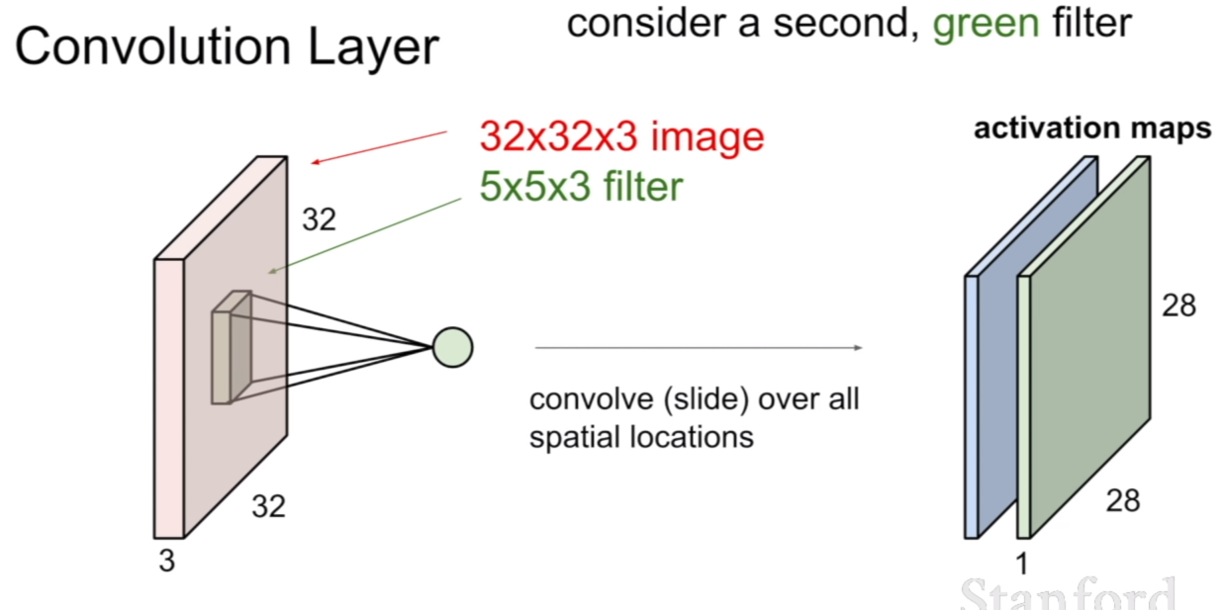 Convolution Layer
consider a second, green filter
32x32x3 image
5x5x3 filter
activation maps
32
28
convolve (slide) over all
spatial locations
32
28
3
1
Stanford